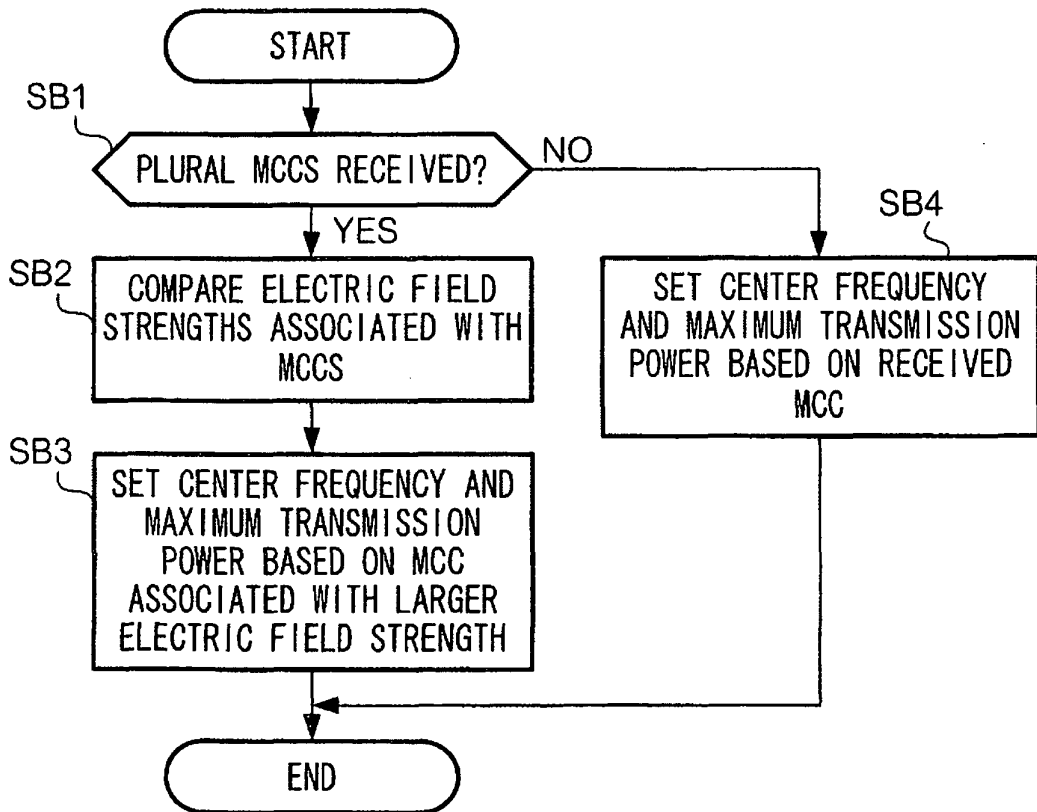 START
SB1
PLURAL MCCS RECEIVED?
NO
YES
SB2
COMPARE ELECTRIC FIELD
STRENGTHS ASSOCIATED WITH
MCCS
SB4
SET CENTER FREQUENCY
AND MAXIMUM TRANSMISSION
POWER BASED ON RECEIVED
MCC
SB3
SET CENTER FREQUENCY AND
MAXIMUM TRANSMISSION
POWER BASED ON MCC
ASSOCIATED WITH LARGER
ELECTRIC FIELD STRENGTH
END